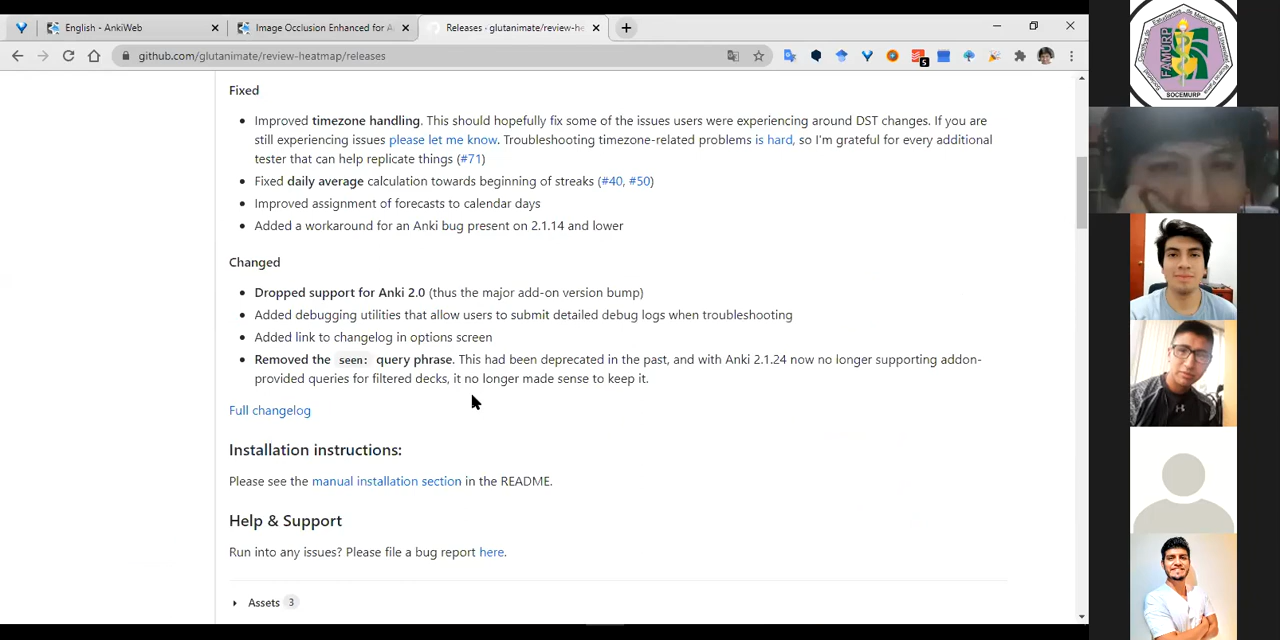 English - AnkiWeb
Image Occlusion Enhanced for A
Releases · glutanimate/review-he
github.com/glutanimate/review-heatmap/releases
5
Fixed
Improved timezone handling. This should hopefully fix some of the issues users were experiencing around DST changes. If you are
still experiencing issues please let me know. Troubleshooting timezone-related problems is hard, so I'm grateful for every additional
tester that can help replicate things (#71)
Fixed daily average calculation towards beginning of streaks (#40, #50)
Improved assignment of forecasts to calendar days
Added a workaround for an Anki bug present on 2.1.14 and lower
Changed
Dropped support for Anki 2.0 (thus the major add-on version bump)
Added debugging utilities that allow users to submit detailed debug logs when troubleshooting
Added link to changelog in options screen
Removed the seen: query phrase. This had been deprecated in the past, and with Anki 2.1.24 now no longer supporting addon-
provided queries for filtered decks, it no longer made sense to keep it.
Full changelog
Installation instructions:
Please see the manual installation section in the README.
Help & Support
Run into any issues? Please file a bug report here.
Assets 3
FAMURP
SOCEMURP